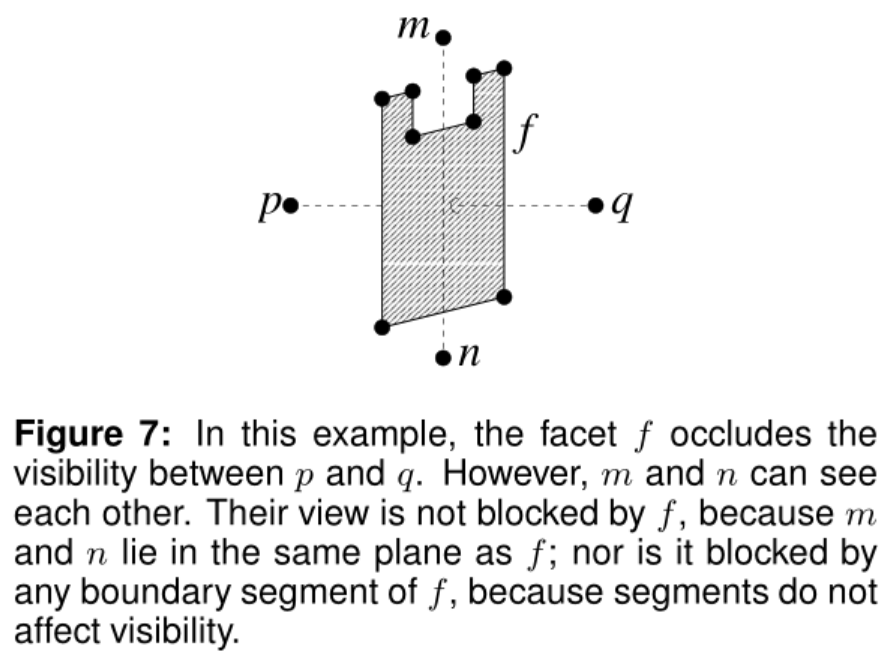 m
f
p
q
n
Figure 7: In this example, the facet f occludes the
visibility between p and q. However, m and n can see
each other. Their view is not blocked by f, because m
and n lie in the same plane as f; nor is it blocked by
any boundary segment of f, because segments do not
affect visibility.